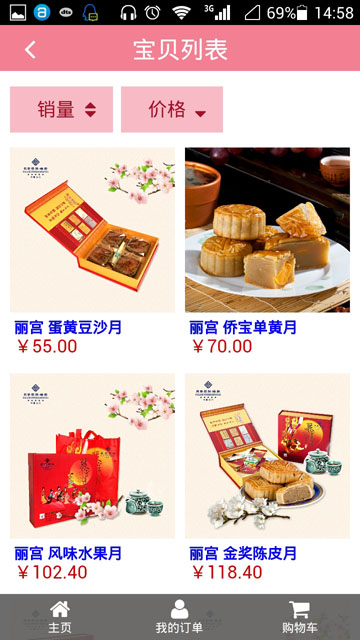 3G 69% 14:58
宝贝列表
销量 价格
丽宫 蛋黄豆沙月
￥55.00
丽宫 侨宝单黄月
￥70.00
丽宫 风味水果月
￥102.40
丽宫 金奖陈皮月
￥118.40
主页 我的订单 购物车